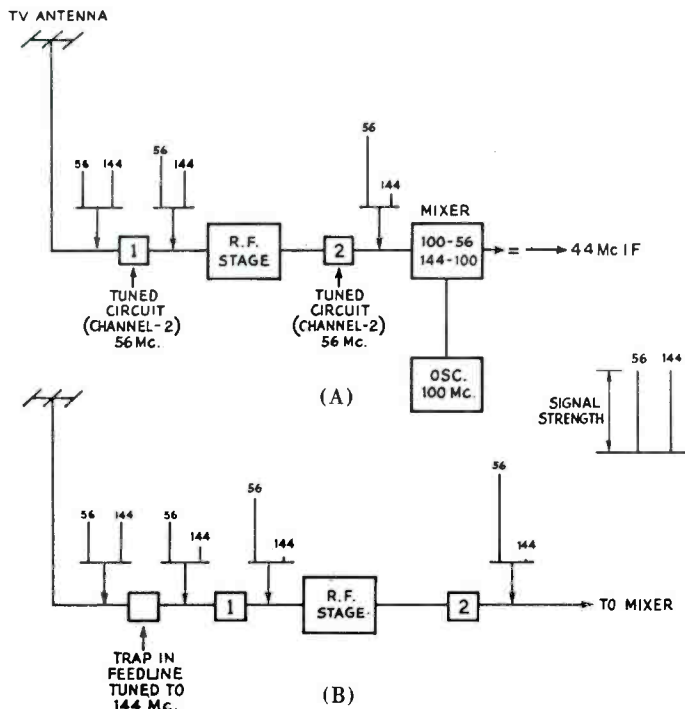 TV ANTENNA
56
144
56
144
56
144
MIXER
1
R.F.
STAGE
2
100-56
144-100
=
44 Mc IF
TUNED
CIRCUIT
(CHANNEL-2)
56 Mc.
TUNED
CIRCUIT
(CHANNEL-2)
56 Mc.
OSC.
100 Mc.
(A)
56
144
SIGNAL
STRENGTH
56
144
56
144
56
144
56
144
1
R.F.
STAGE
2
TO MIXER
TRAP IN
FEEDLINE
TUNED TO
144 Mc.
(B)